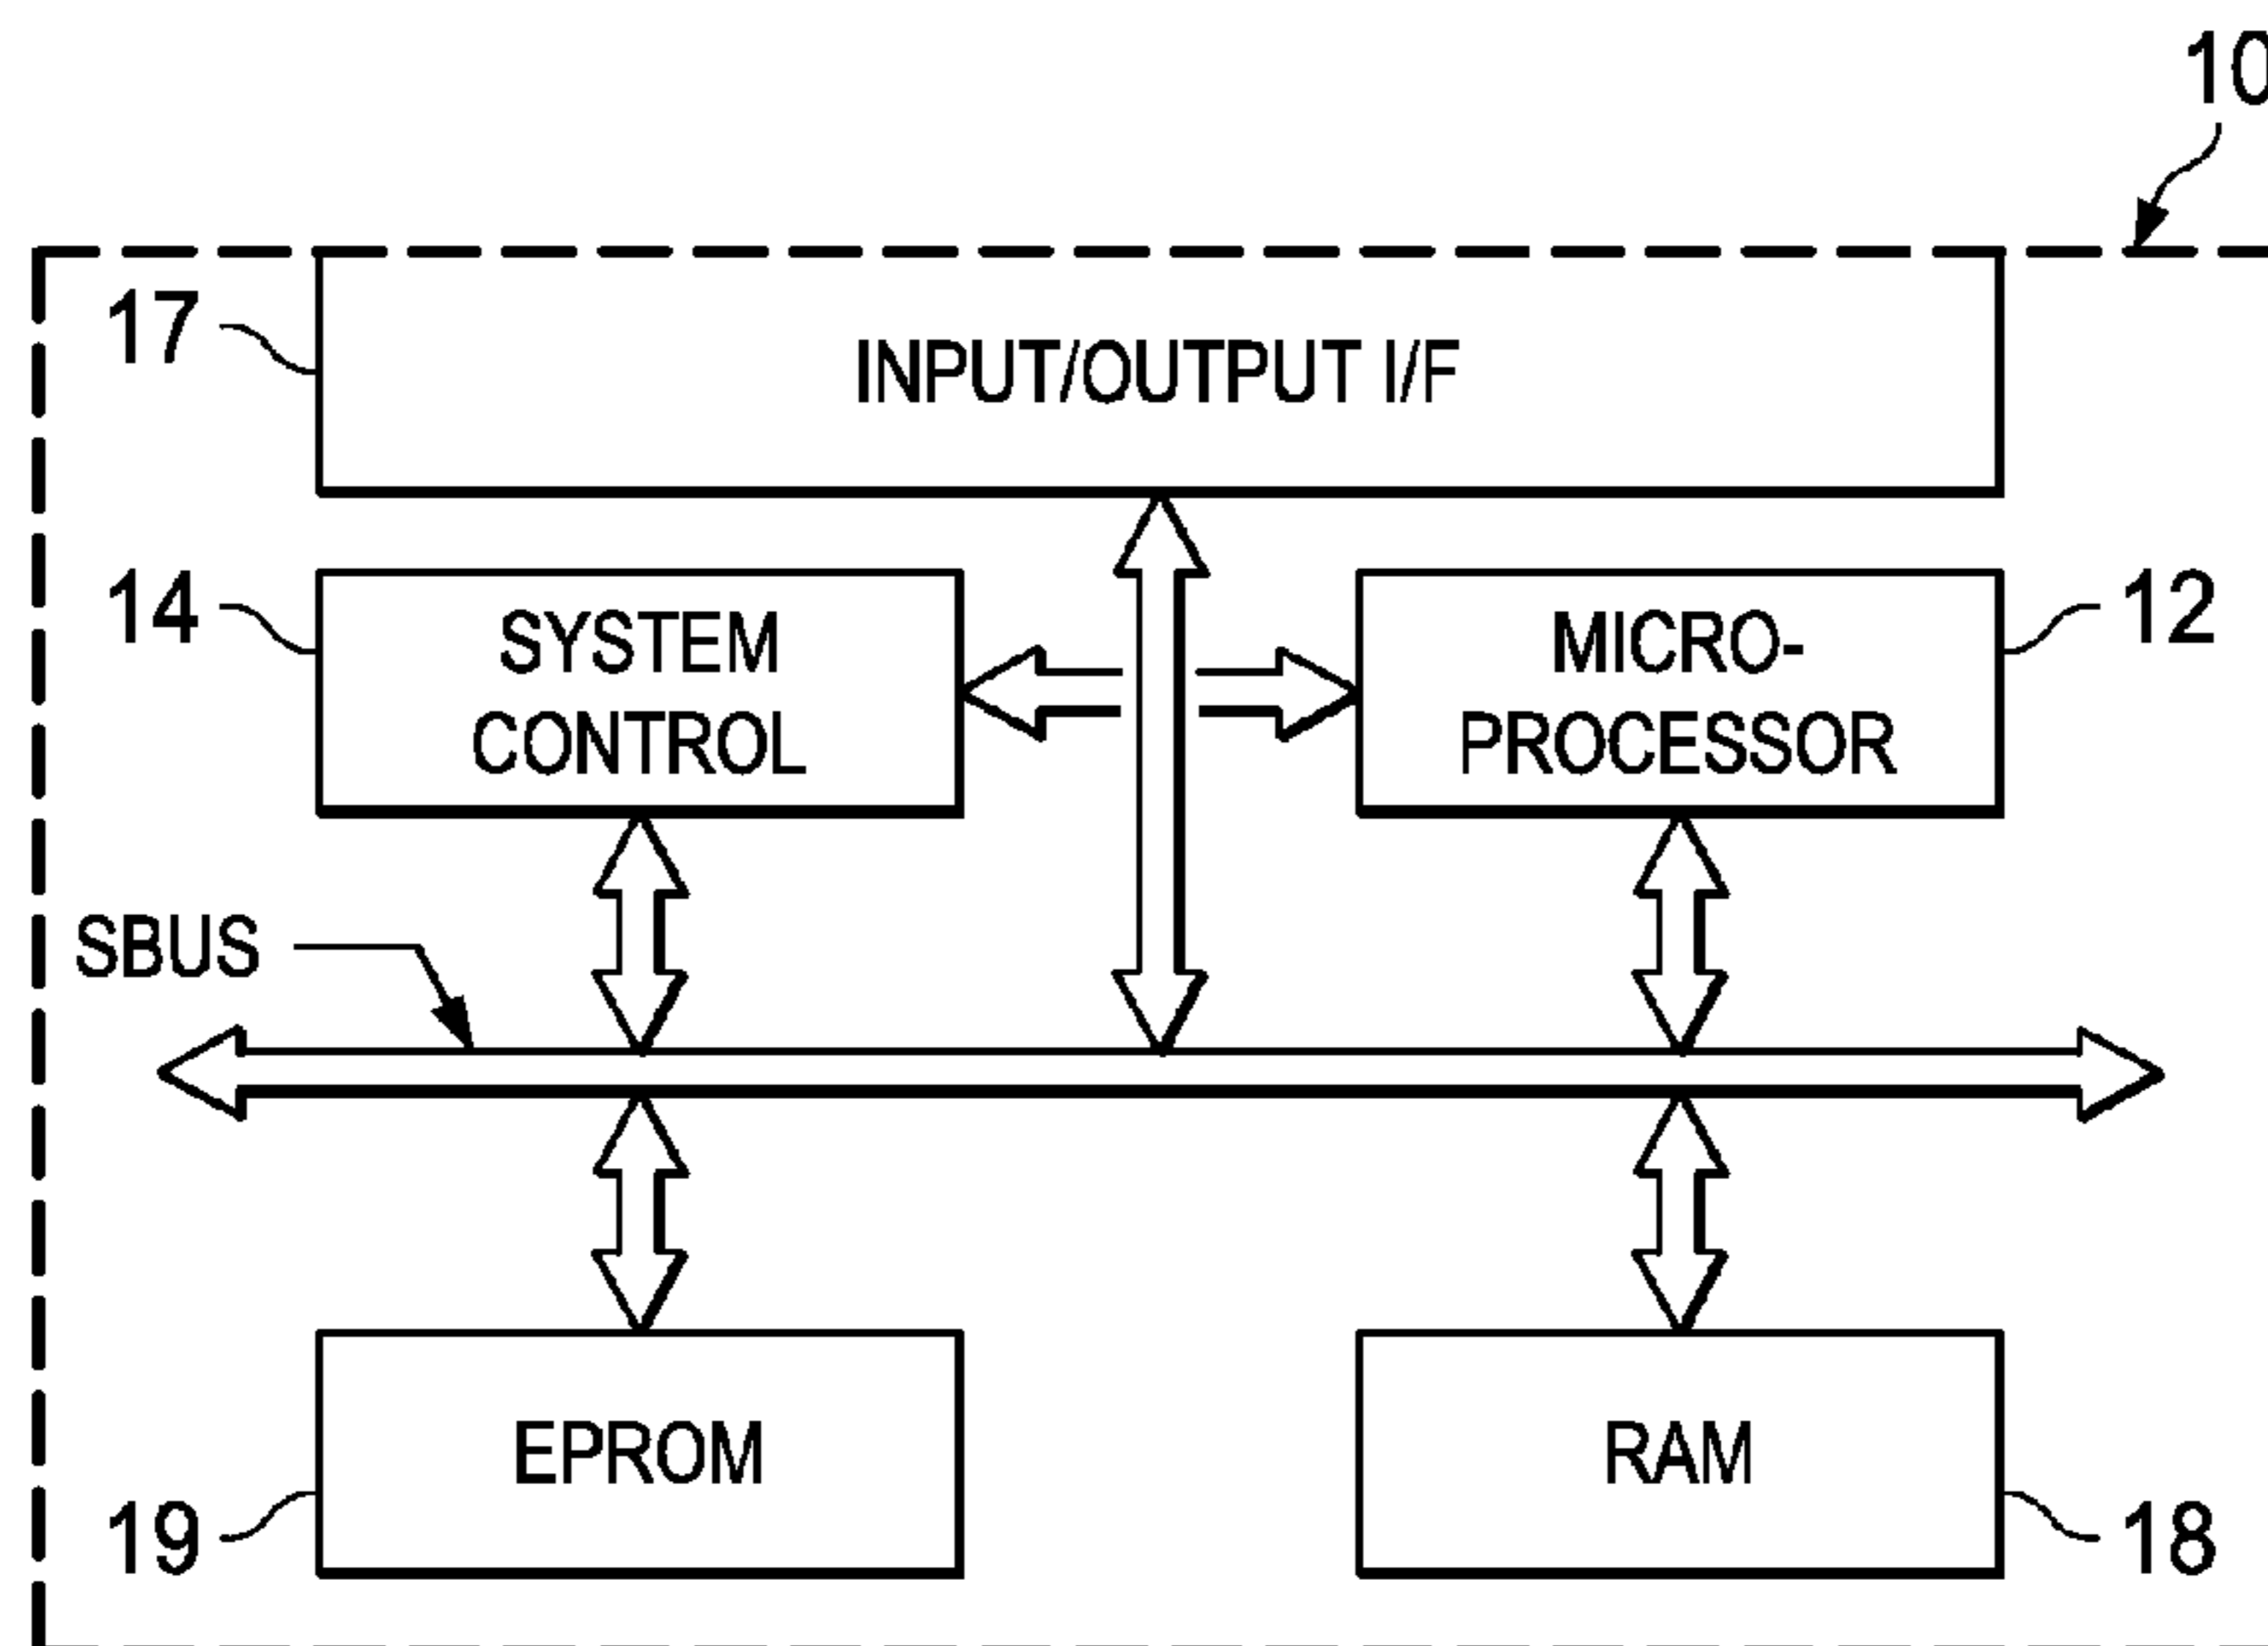 10
17
INPUT/OUTPUT I/F
14
SYSTEM
CONTROL
MICRO-
PROCESSOR
12
SBUS
EPROM
19
RAM
18